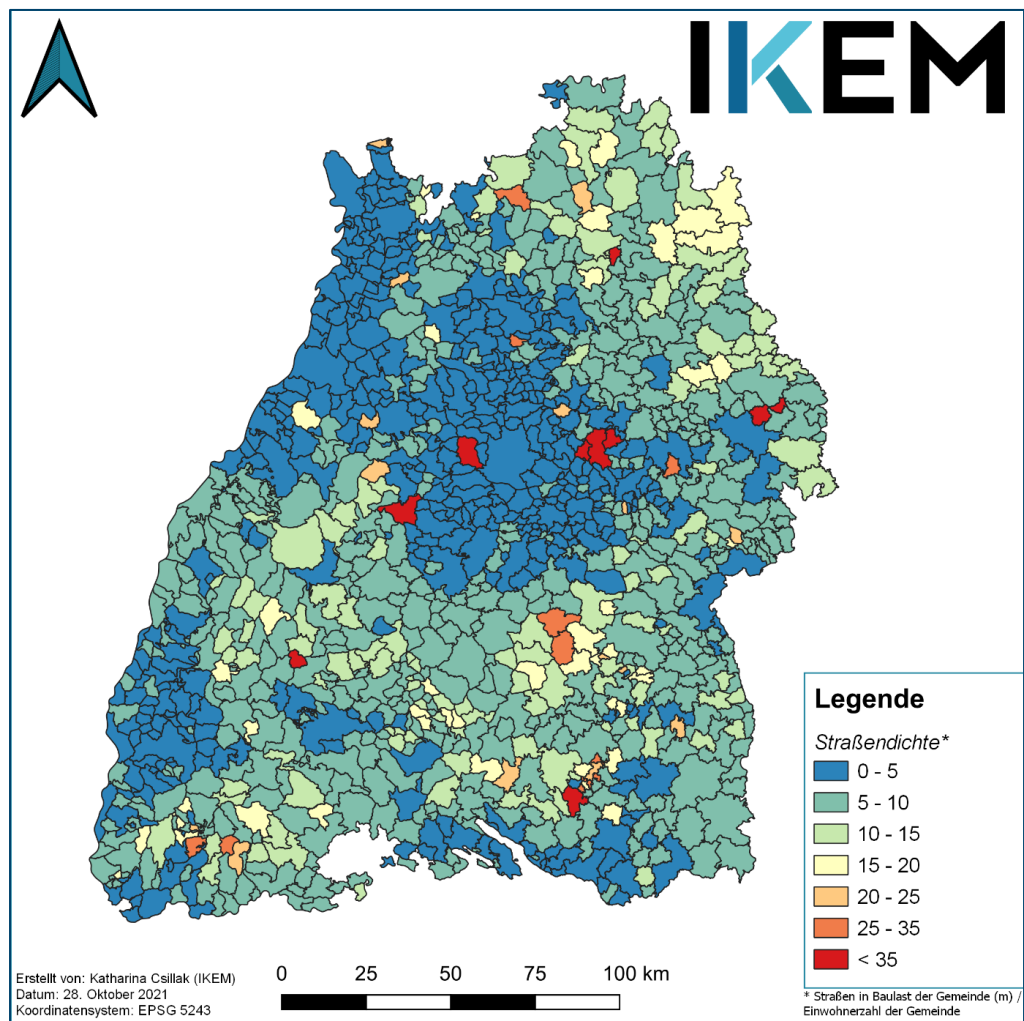 IKEM
Legende
Straßendichte*
0 - 5
5 - 10
10 - 15
15 - 20
20 - 25
25 - 35
< 35
* Straßen in Baulast der Gemeinde (m) /
Einwohnerzahl der Gemeinde
0 25 50 75 100 km
Erstellt von: Katharina Csillak (IKEM)
Datum: 28. Oktober 2021
Koordinatensystem: EPSG 5243